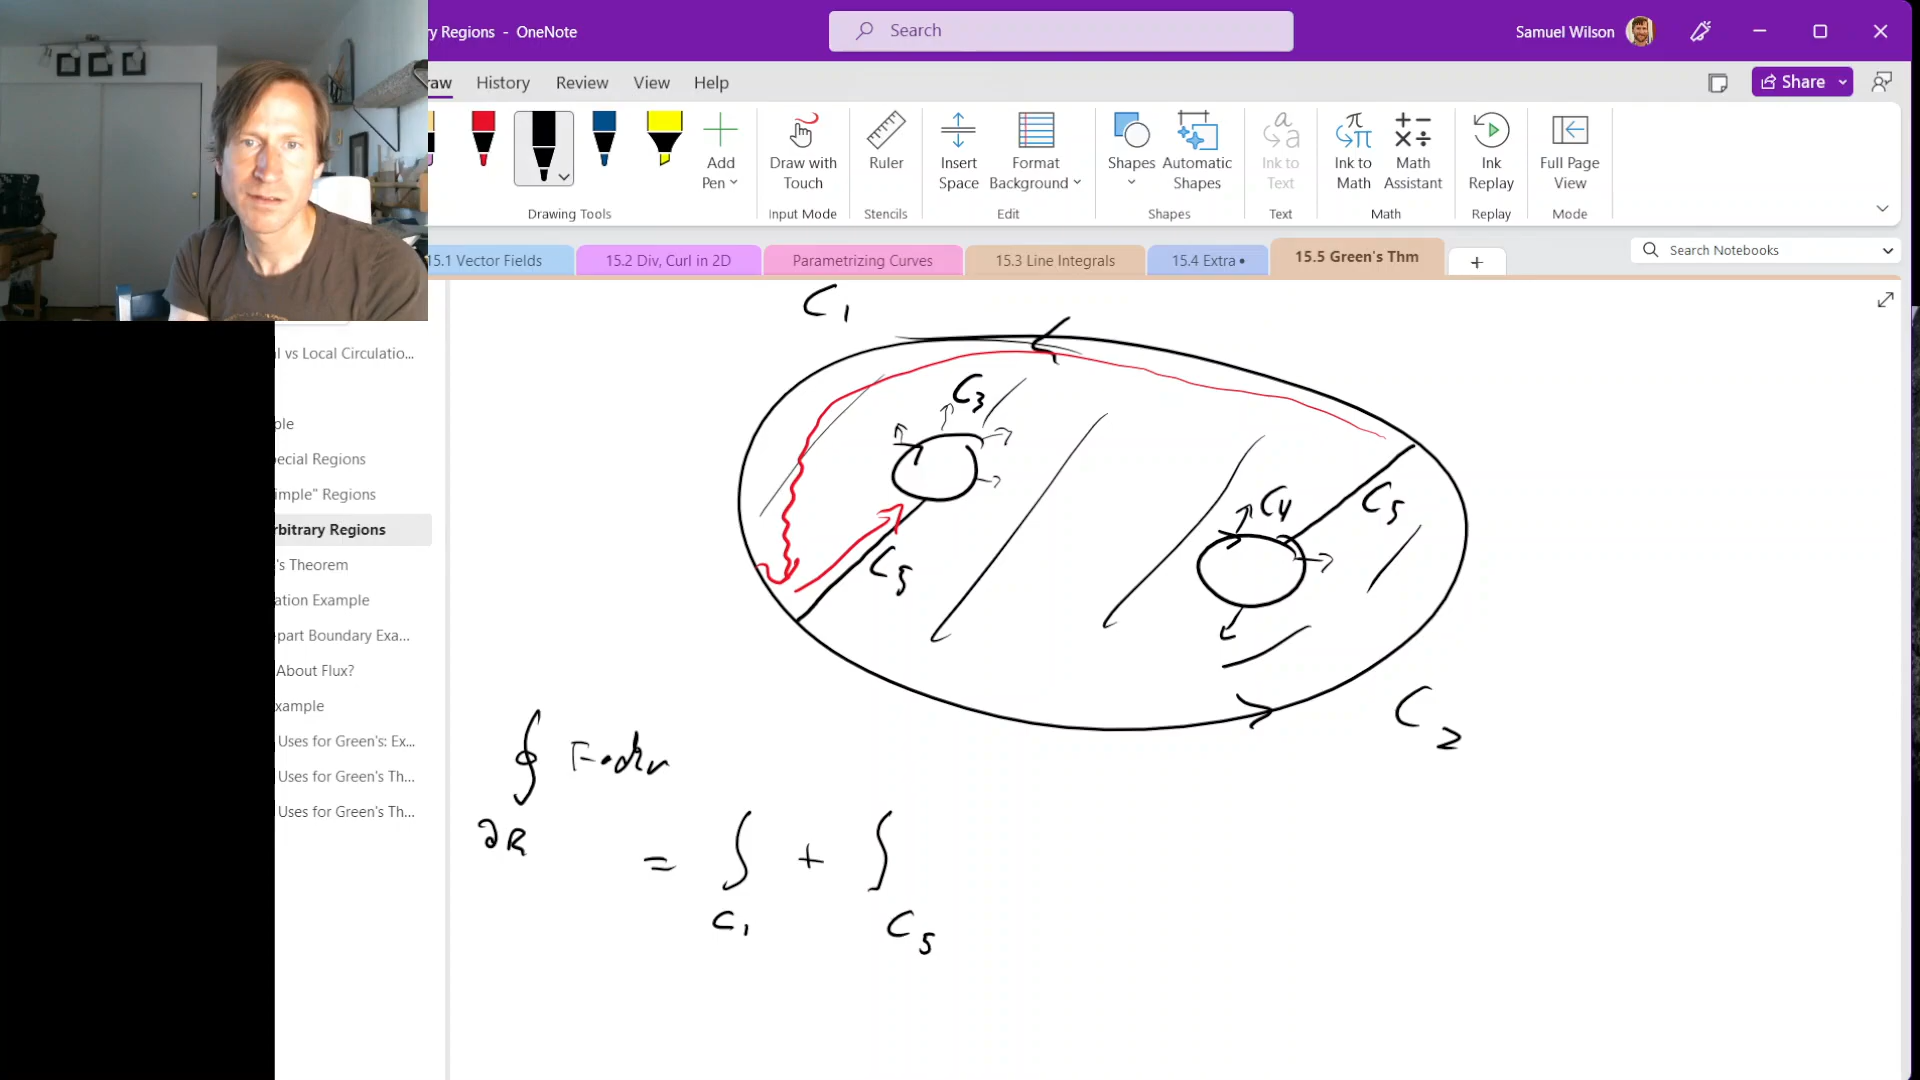 ry Regions - OneNote
Search
Samuel Wilson
raw History Review View Help
Share
Add Pen
Draw with Touch
Ruler
Insert Space
Format Background
Shapes
Automatic Shapes
Ink to Text
Ink to Math
Math Assistant
Ink Replay
Full Page View
Drawing Tools
Input Mode
Stencils
Edit
Shapes
Text
Math
Replay
Mode
15.1 Vector Fields
15.2 Div, Curl in 2D
Parametrizing Curves
15.3 Line Integrals
15.4 Extra •
15.5 Green's Thm
+
Search Notebooks
l vs Local Circulatio...
ple
ecial Regions
imple" Regions
rbitrary Regions
's Theorem
ation Example
part Boundary Exa...
About Flux?
xample
Uses for Green's: Ex...
Uses for Green's Th...
Uses for Green's Th...
C₁
C₃
C₄
C₅
C₅
C₂
∮ F·dr
∂R
= ∫ + ∫
C₁ C₅